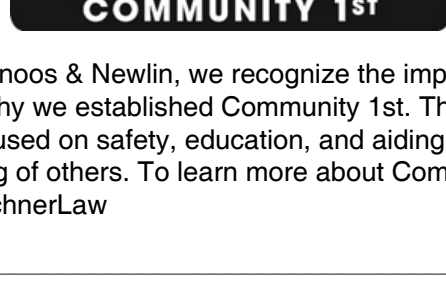 COMMUNITY 1ST
noos & Newlin, we recognize the imp
hy we established Community 1st. Th
used on safety, education, and aiding
g of others. To learn more about Com
chnerLaw